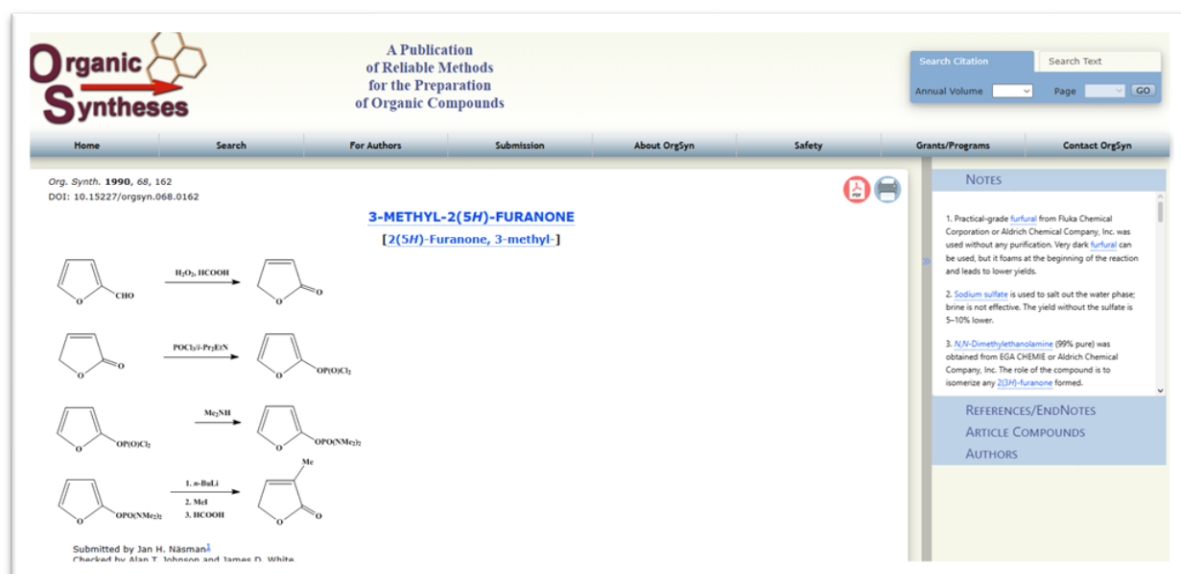 Organic
Syntheses
A Publication
of Reliable Methods
for the Preparation
of Organic Compounds
Search Citation
Search Text
Annual Volume
Page
GO
Home
Search
For Authors
Submission
About OrgSyn
Safety
Grants/Programs
Contact OrgSyn
Org. Synth. 1990, 68, 162
DOI: 10.15227/orgsyn.068.0162
PDF
3-METHYL-2(5H)-FURANONE
[2(5H)-Furanone, 3-methyl-]
O
CHO
H₂O₂, HCOOH
O
O
O
O
POCl₃/i-Pr₂EtN
O
OP(O)Cl₂
O
OP(O)Cl₂
Me₂NH
O
OPO(NMe₂)₂
O
OPO(NMe₂)₂
1. n-BuLi
2. MeI
3. HCOOH
Me
O
O
Submitted by Jan H. Näsman1
Checked by Alan T. Johnson and James D. White
NOTES
1. Practical-grade furfural from Fluka Chemical
Corporation or Aldrich Chemical Company, Inc. was
used without any purification. Very dark furfural can
be used, but it foams at the beginning of the reaction
and leads to lower yields.
2. Sodium sulfate is used to salt out the water phase;
brine is not effective. The yield without the sulfate is
5–10% lower.
3. N,N-Dimethylethanolamine (99% pure) was
obtained from EGA CHEMIE or Aldrich Chemical
Company, Inc. The role of the compound is to
isomerize any 2(3H)-furanone formed.
REFERENCES/ENDNOTES
ARTICLE COMPOUNDS
AUTHORS